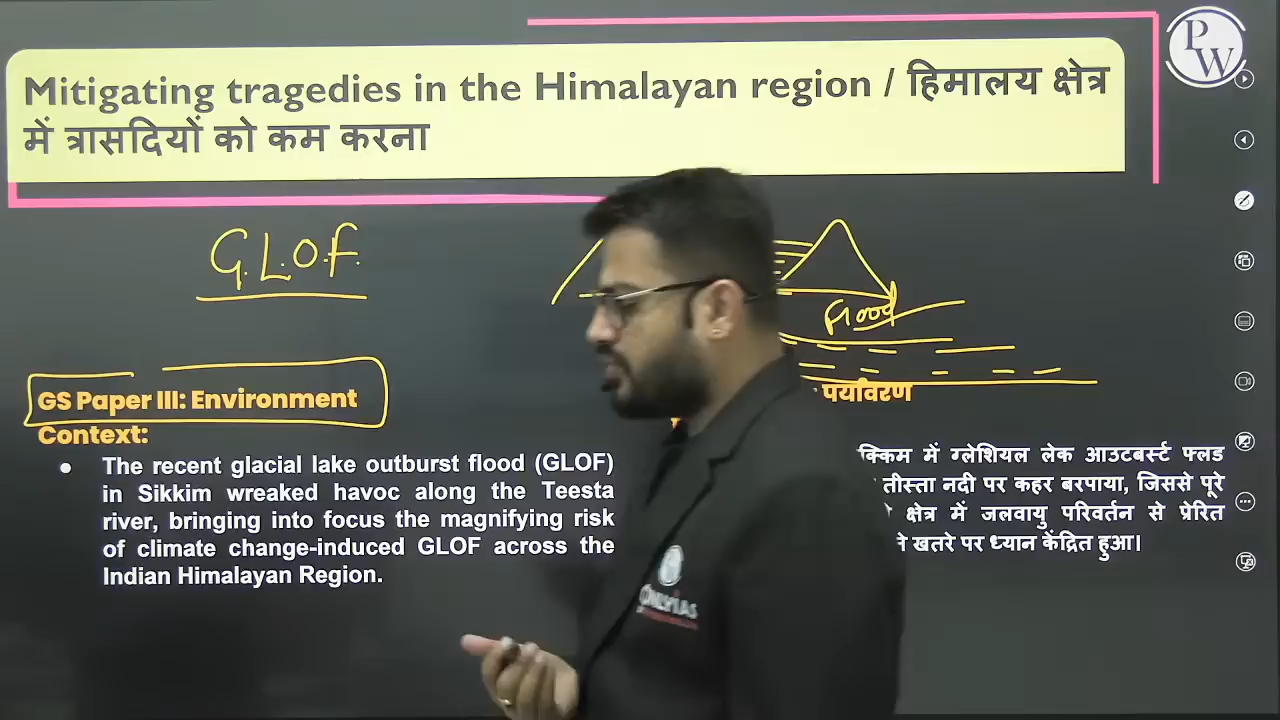 Mitigating tragedies in the Himalayan region / हिमालय क्षेत्र
में त्रासदियों को कम करना
PW
G.L.O.F.
Flood
GS Paper III: Environment
पर्यावरण
Context:
The recent glacial lake outburst flood (GLOF)
in Sikkim wreaked havoc along the Teesta
river, bringing into focus the magnifying risk
of climate change-induced GLOF across the
Indian Himalayan Region.
में ग्लेशियल लेक आउटबर्स्ट फ्लड
तीस्ता नदी पर कहर बरपाया, जिससे पूरे
क्षेत्र में जलवायु परिवर्तन से प्रेरित
खतरे पर ध्यान केंद्रित हुआ।
ONLYIAS